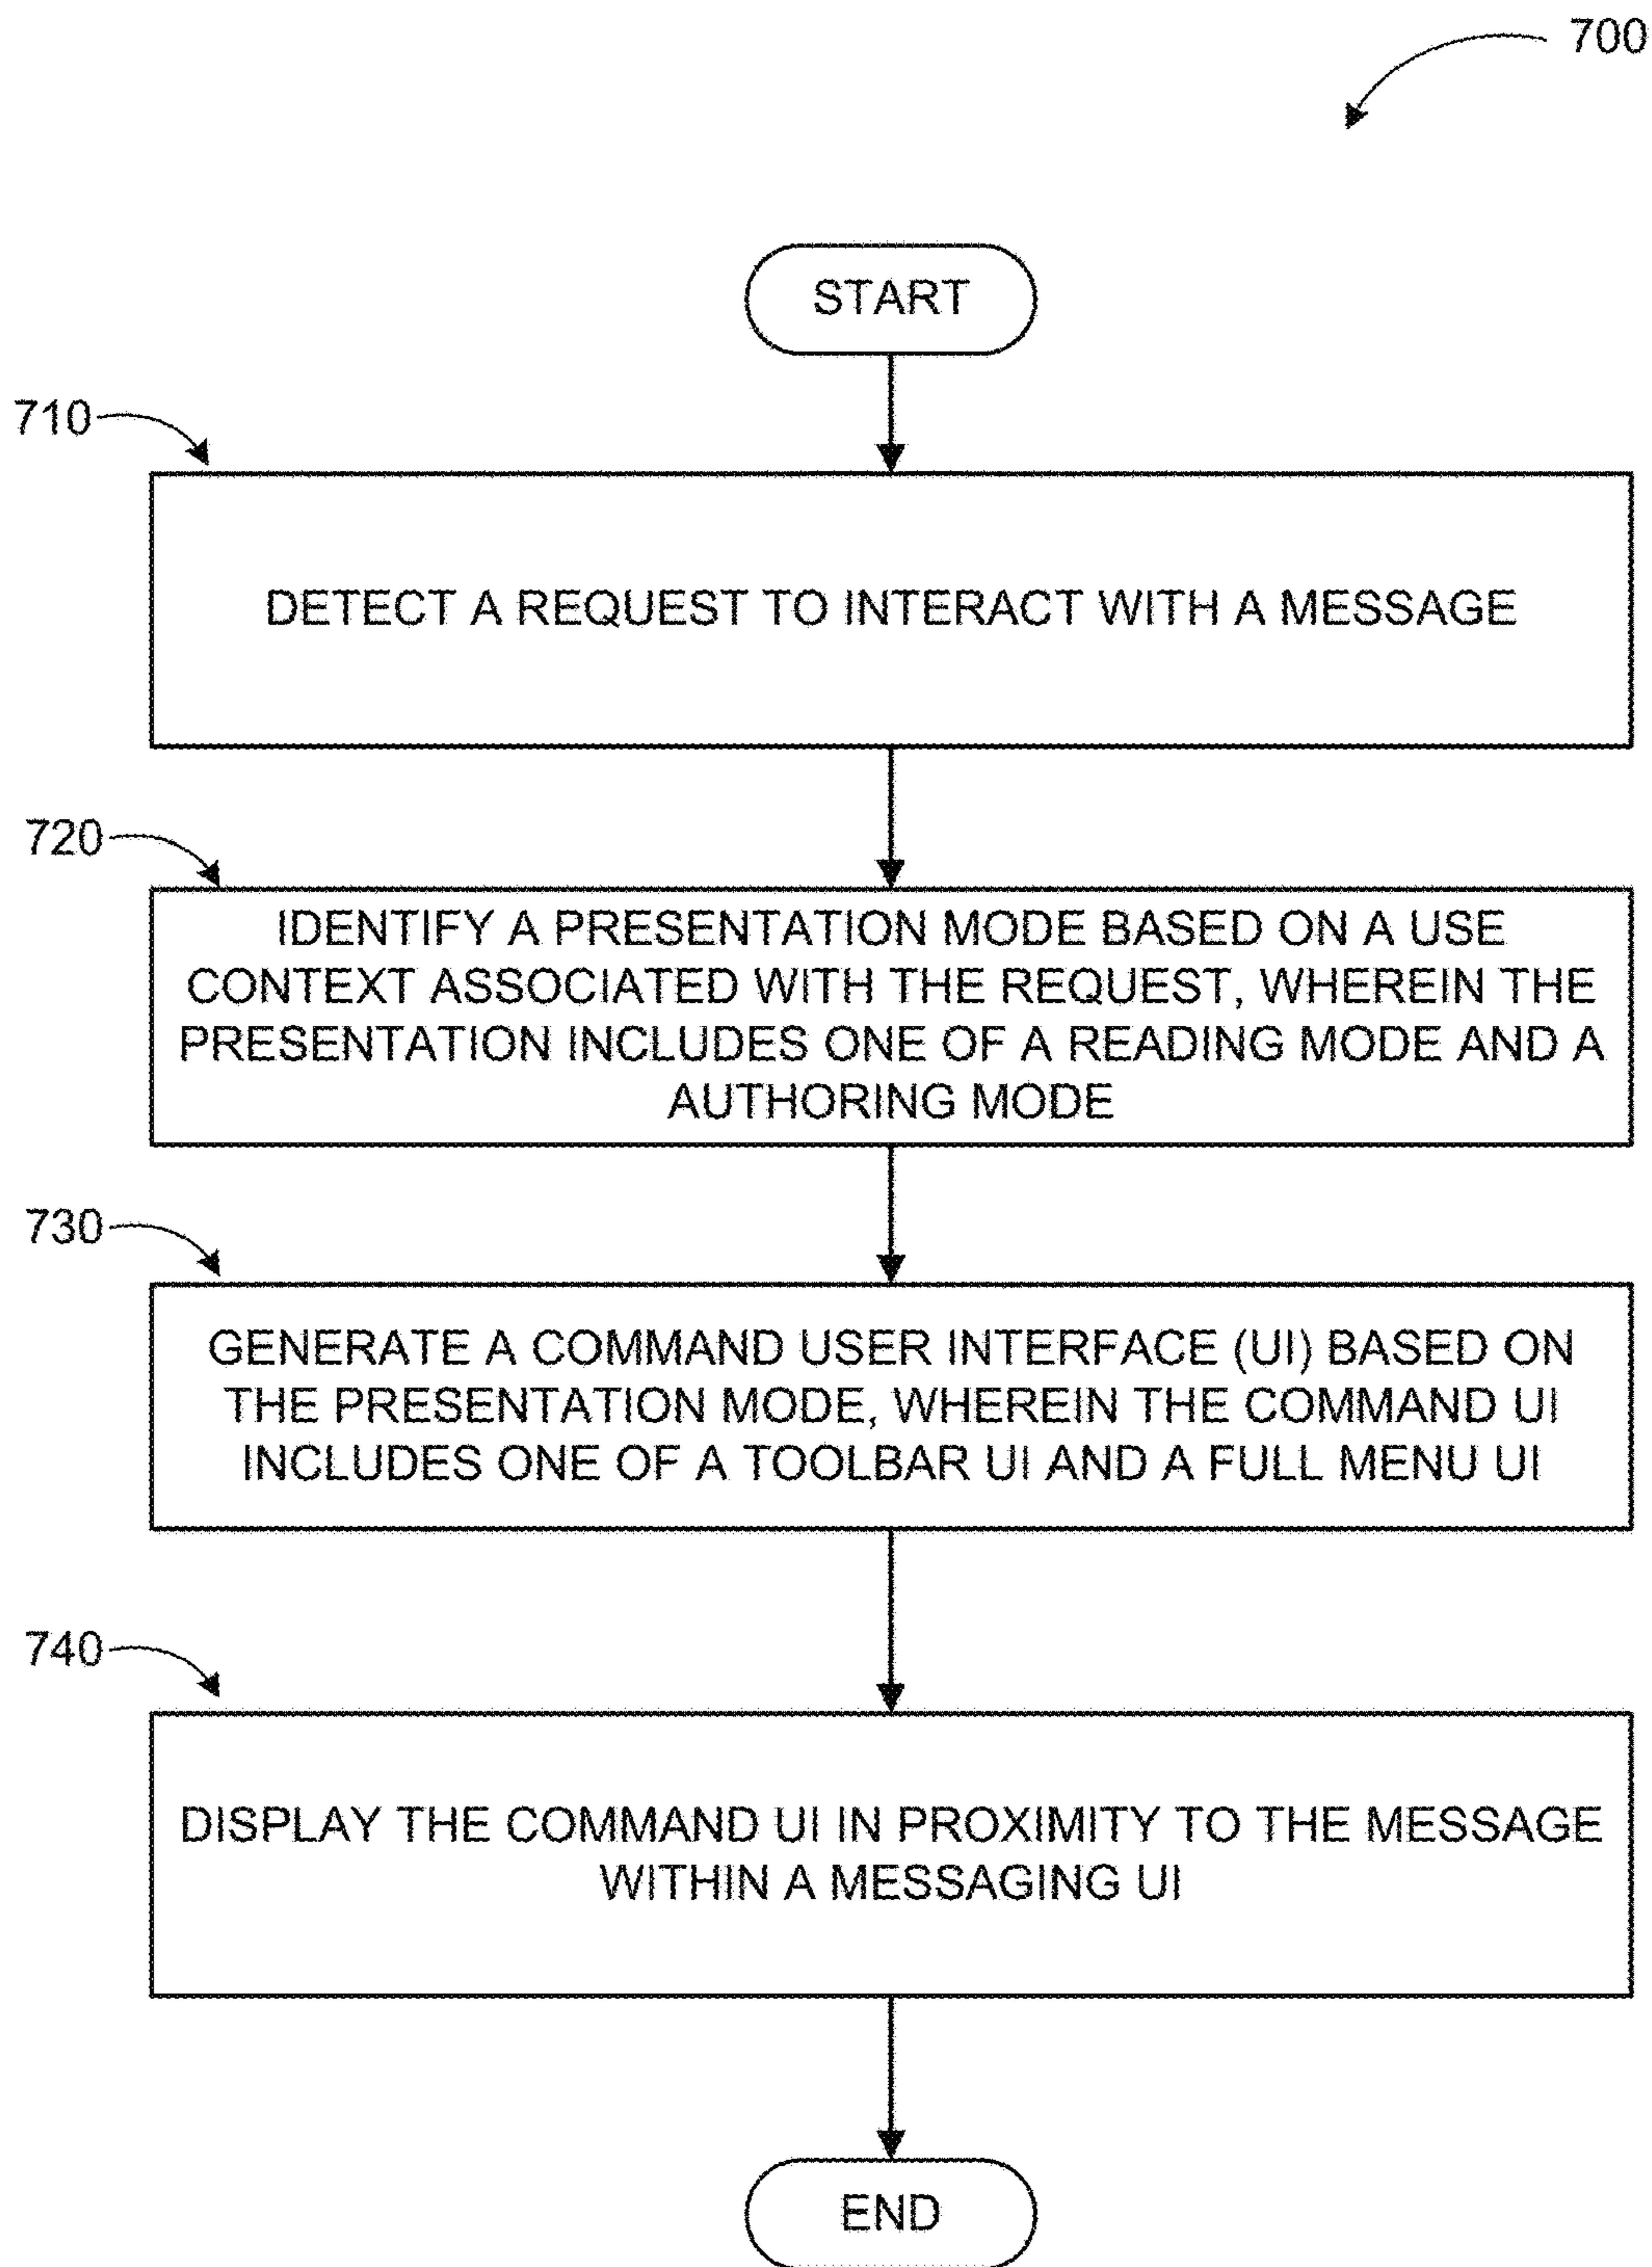 700
START
710
DETECT A REQUEST TO INTERACT WITH A MESSAGE
720
IDENTIFY A PRESENTATION MODE BASED ON A USE
CONTEXT ASSOCIATED WITH THE REQUEST, WHEREIN THE
PRESENTATION INCLUDES ONE OF A READING MODE AND A
AUTHORING MODE
730
GENERATE A COMMAND USER INTERFACE (UI) BASED ON
THE PRESENTATION MODE, WHEREIN THE COMMAND UI
INCLUDES ONE OF A TOOLBAR UI AND A FULL MENU UI
740
DISPLAY THE COMMAND UI IN PROXIMITY TO THE MESSAGE
WITHIN A MESSAGING UI
END